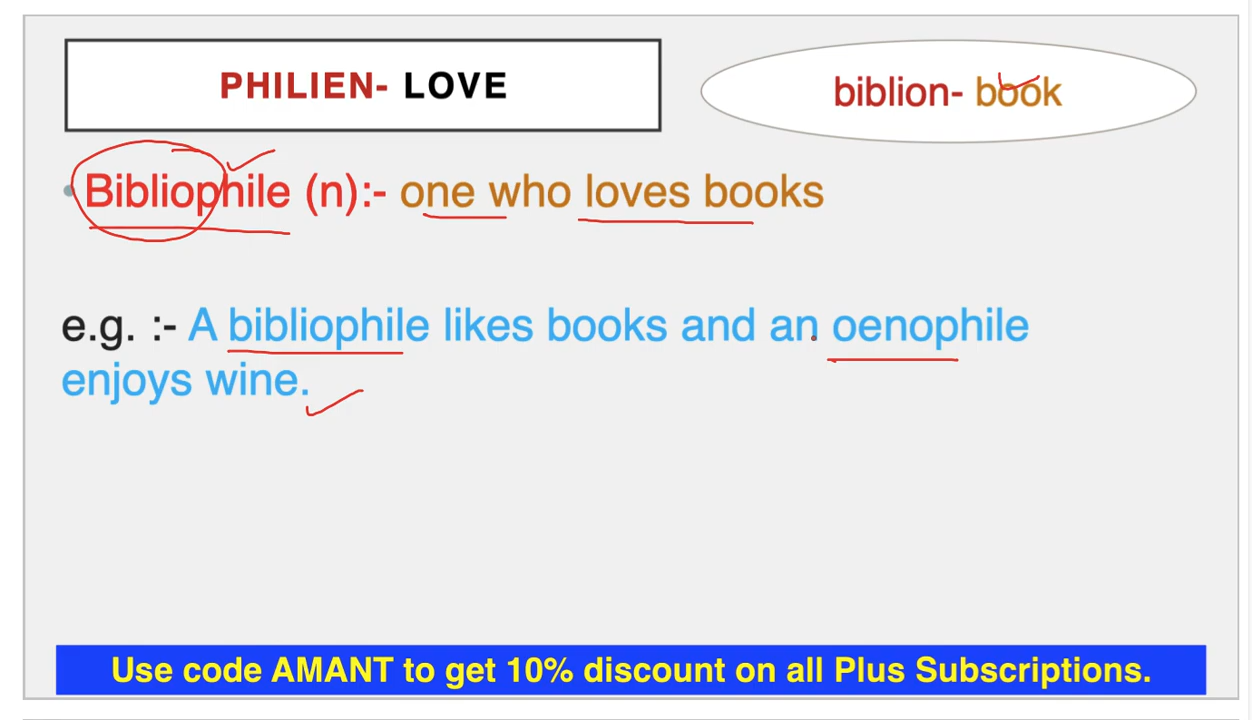 PHILIEN- LOVE
biblion- book
Bibliophile (n):- one who loves books
e.g. :- A bibliophile likes books and an oenophile
enjoys wine.
Use code AMANT to get 10% discount on all Plus Subscriptions.